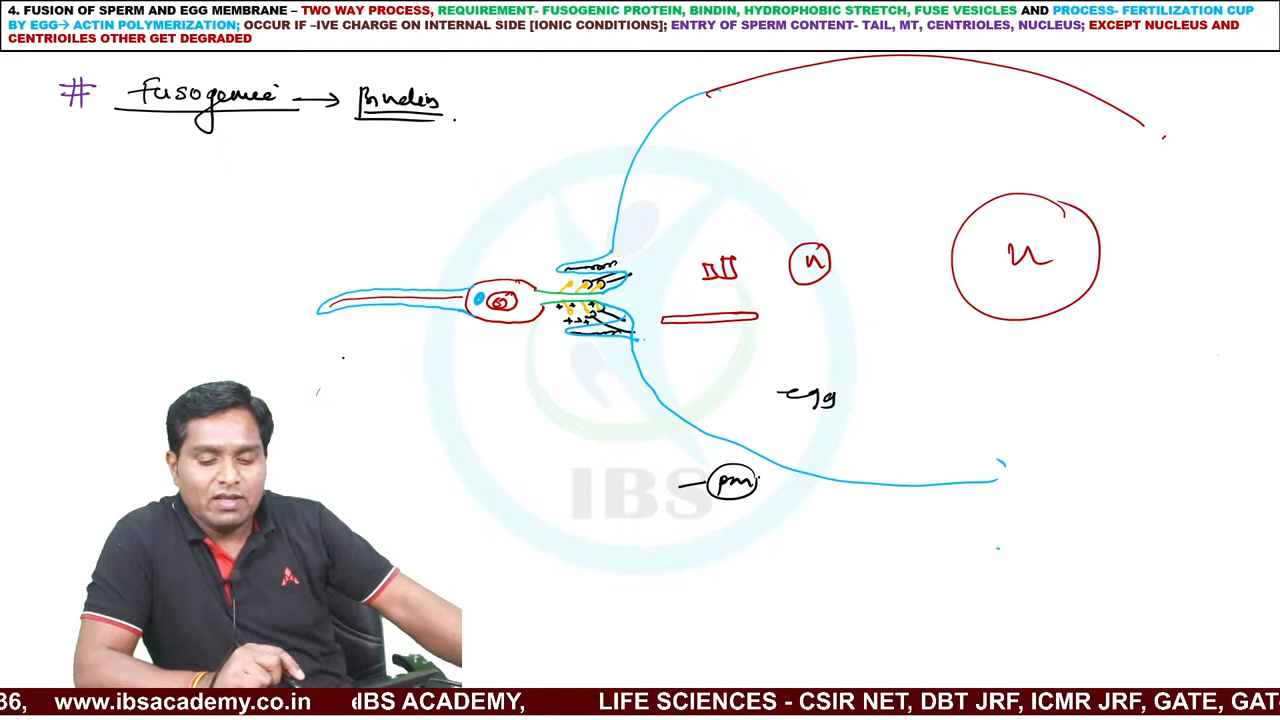 4. FUSION OF SPERM AND EGG MEMBRANE – TWO WAY PROCESS, REQUIREMENT- FUSOGENIC PROTEIN, BINDIN, HYDROPHOBIC STRETCH, FUSE VESICLES AND PROCESS- FERTILIZATION CUP
BY EGG→ ACTIN POLYMERIZATION; OCCUR IF –IVE CHARGE ON INTERNAL SIDE [IONIC CONDITIONS]; ENTRY OF SPERM CONTENT- TAIL, MT, CENTRIOLES, NUCLEUS; EXCEPT NUCLEUS AND
CENTRIOILES OTHER GET DEGRADED
# Fusogenic → Bindin
n
n
egg
pm
IBS
36, www.ibsacademy.co.in IBS ACADEMY, LIFE SCIENCES - CSIR NET, DBT JRF, ICMR JRF, GATE, GAT